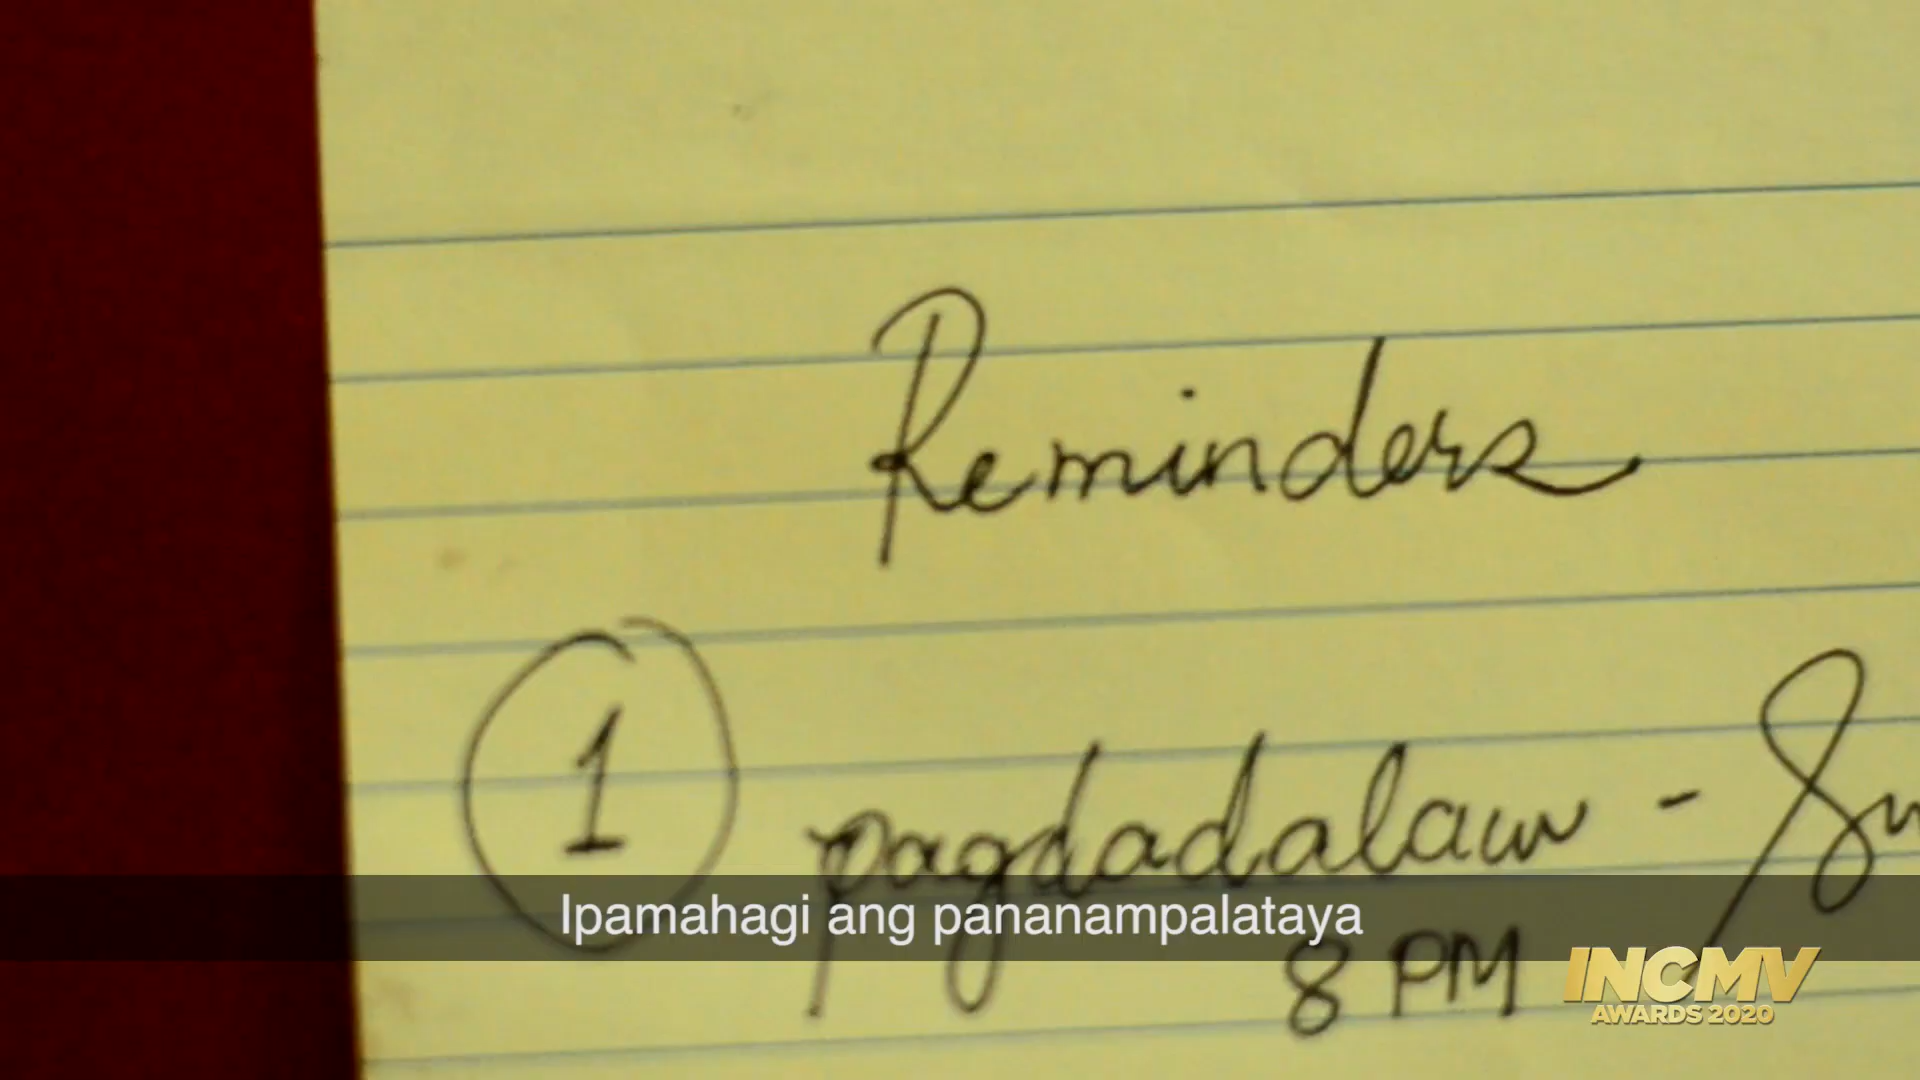 Reminders
1 pagdadalaw -
8 PM
Ipamahagi ang pananampalataya
INCMV
AWARDS 2020